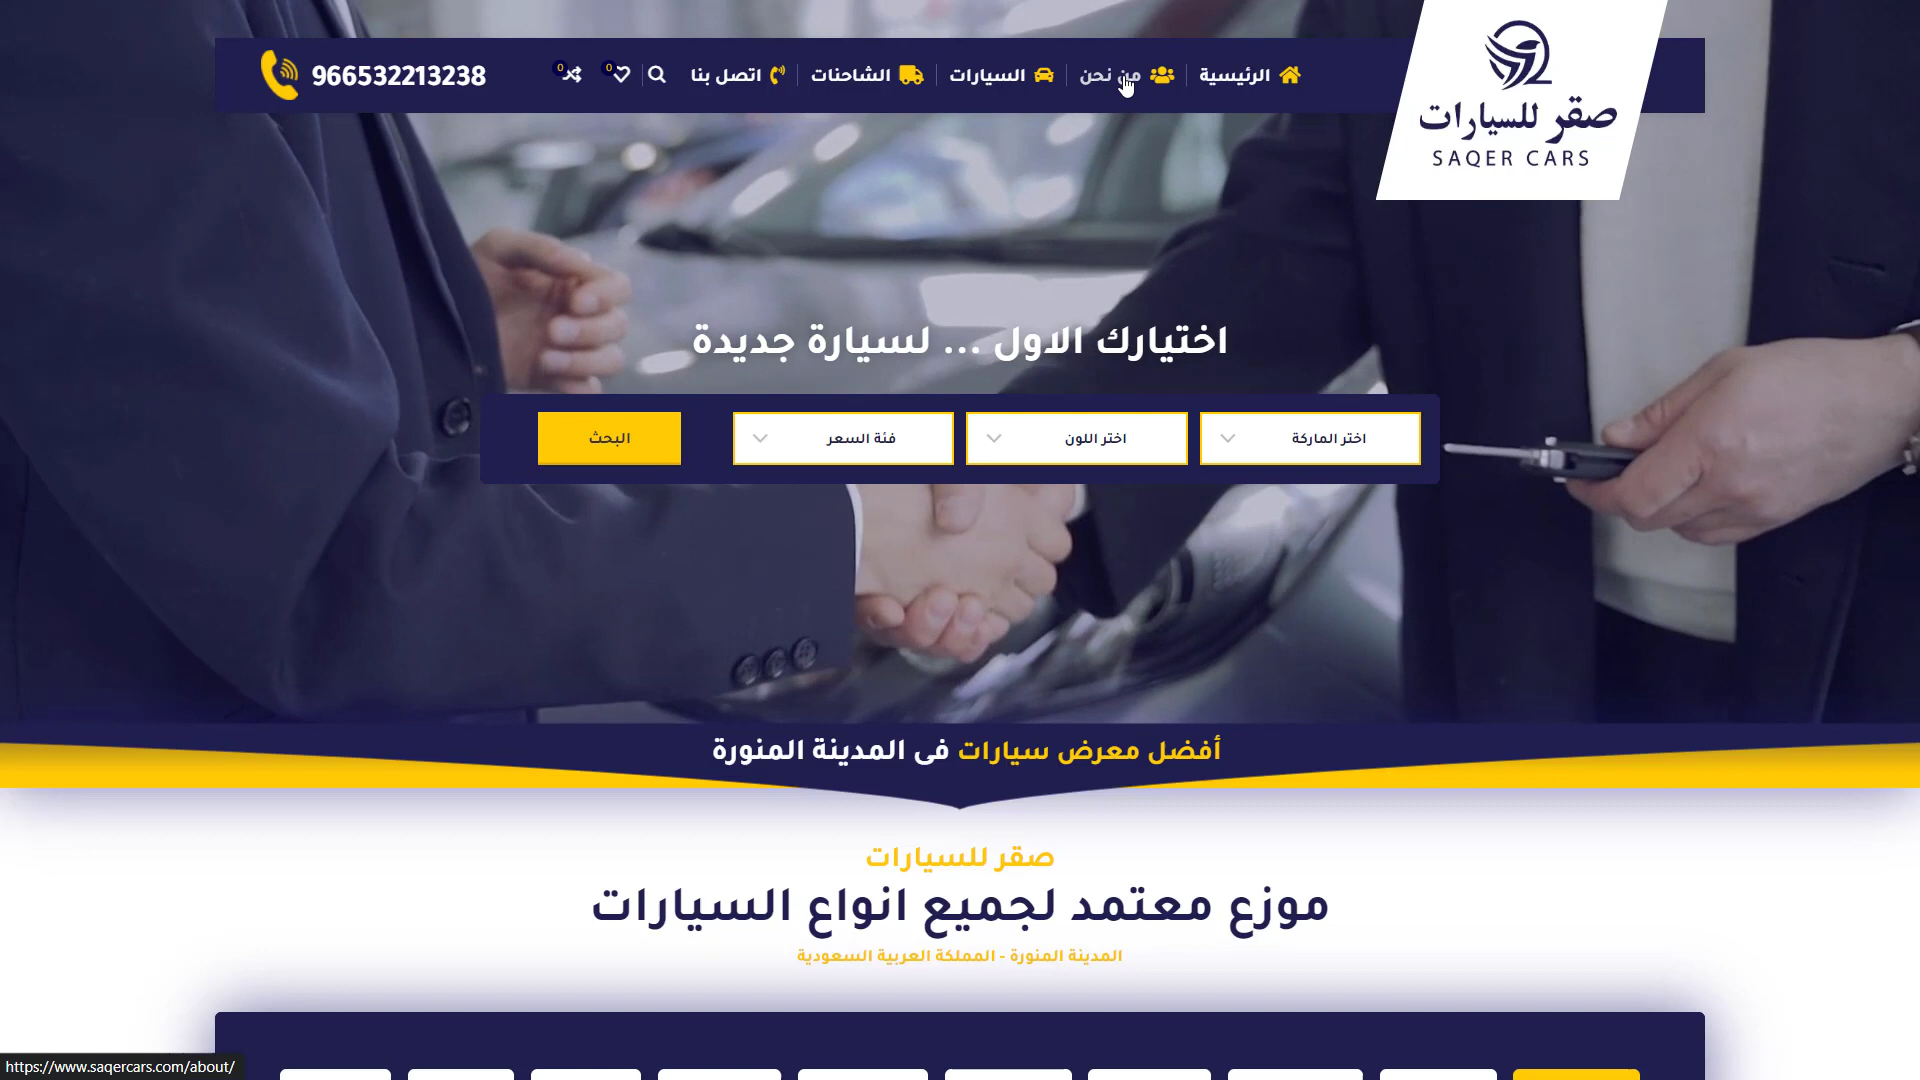 صقر للسيارات
SAQER CARS
الرئيسية
من نحن
السيارات
الشاحنات
اتصل بنا
0
0
966532213238
اختيارك الاول ... لسيارة جديدة
اختر الماركة
اختر اللون
فئة السعر
البحث
أفضل معرض سيارات فى المدينة المنورة
صقر للسيارات
موزع معتمد لجميع انواع السيارات
المدينة المنورة - المملكة العربية السعودية
https://www.saqercars.com/about/